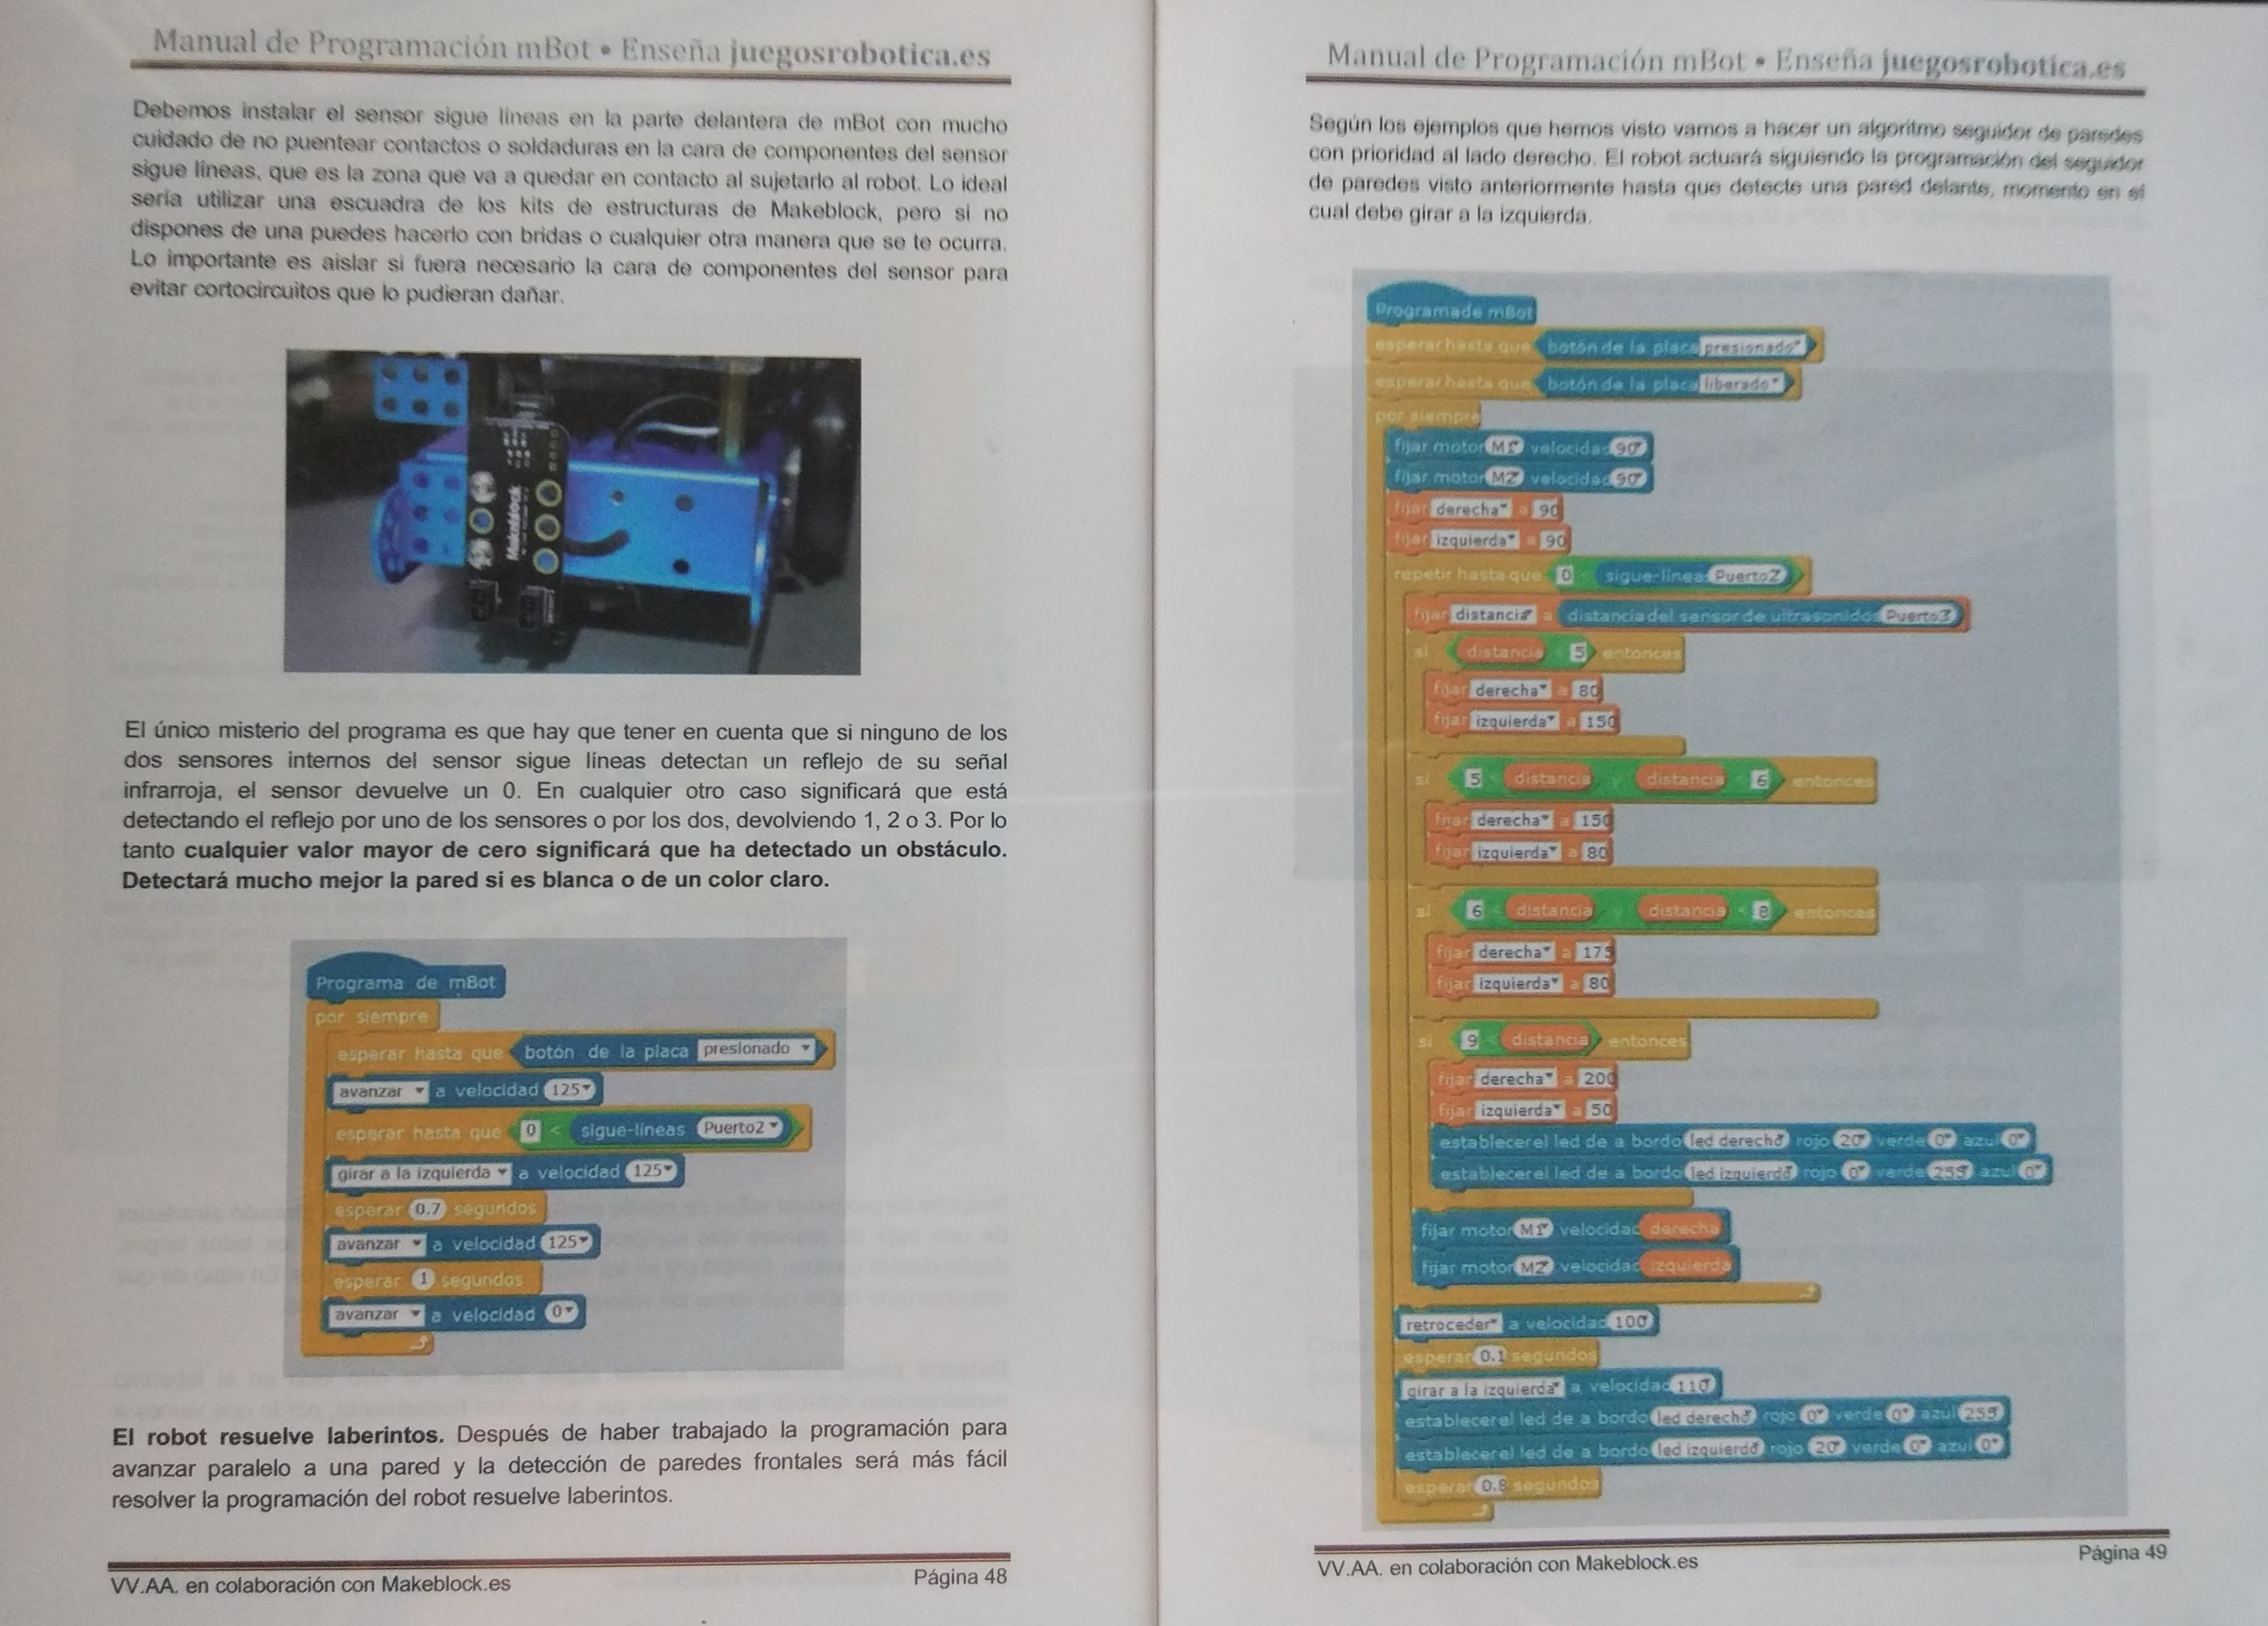 Manual de Programación mBot • Enseña juegosrobotica.es
Debemos instalar el sensor sigue líneas en la parte delantera de mBot con mucho
cuidado de no puentear contactos o soldaduras en la cara de componentes del sensor
sigue líneas, que es la zona que va a quedar en contacto al sujetarlo al robot. Lo ideal
sería utilizar una escuadra de los kits de estructuras de Makeblock, pero si no
dispones de una puedes hacerlo con bridas o cualquier otra manera que se te ocurra.
Lo importante es aislar si fuera necesario la cara de componentes del sensor para
evitar cortocircuitos que lo pudieran dañar.
Makeblock
El único misterio del programa es que hay que tener en cuenta que si ninguno de los
dos sensores internos del sensor sigue líneas detectan un reflejo de su señal
infrarroja, el sensor devuelve un 0. En cualquier otro caso significará que está
detectando el reflejo por uno de los sensores o por los dos, devolviendo 1, 2 o 3. Por lo
tanto cualquier valor mayor de cero significará que ha detectado un obstáculo.
Detectará mucho mejor la pared si es blanca o de un color claro.
Programa de mBot
por siempre
esperar hasta que botón de la placa presionado
avanzar a velocidad 125
esperar hasta que 0 < sigue-líneas Puerto2
girar a la izquierda a velocidad 125
esperar 0.7 segundos
avanzar a velocidad 125
esperar 1 segundos
avanzar a velocidad 0
El robot resuelve laberintos. Después de haber trabajado la programación para
avanzar paralelo a una pared y la detección de paredes frontales será más fácil
resolver la programación del robot resuelve laberintos.
VV.AA. en colaboración con Makeblock.es
Página 48
Manual de Programación mBot • Enseña juegosrobotica.es
Según los ejemplos que hemos visto vamos a hacer un algoritmo seguidor de paredes
con prioridad al lado derecho. El robot actuará siguiendo la programación del seguidor
de paredes visto anteriormente hasta que detecte una pared delante, momento en el
cual debe girar a la izquierda.
Programa de mBot
esperar hasta que botón de la placa presionado
esperar hasta que botón de la placa liberado
por siempre
fijar motor M1 velocidad 90
fijar motor M2 velocidad 90
fijar derecha a 90
fijar izquierda a 90
repetir hasta que 0 < sigue-líneas Puerto2
fijar distancia a distancia del sensor de ultrasonidos Puerto3
si distancia < 5 entonces
fijar derecha a 80
fijar izquierda a 150
si 5 < distancia y distancia < 6 entonces
fijar derecha a 150
fijar izquierda a 80
si 6 < distancia y distancia < 8 entonces
fijar derecha a 175
fijar izquierda a 80
si 9 < distancia entonces
fijar derecha a 200
fijar izquierda a 50
establecer el led de a bordo led derecho rojo 20 verde 0 azul 0
establecer el led de a bordo led izquierdo rojo 0 verde 255 azul 0
fijar motor M1 velocidad derecha
fijar motor M2 velocidad izquierda
retroceder a velocidad 100
esperar 0.1 segundos
girar a la izquierda a velocidad 110
establecer el led de a bordo led derecho rojo 0 verde 0 azul 255
establecer el led de a bordo led izquierdo rojo 20 verde 0 azul 0
esperar 0.8 segundos
VV.AA. en colaboración con Makeblock.es
Página 49